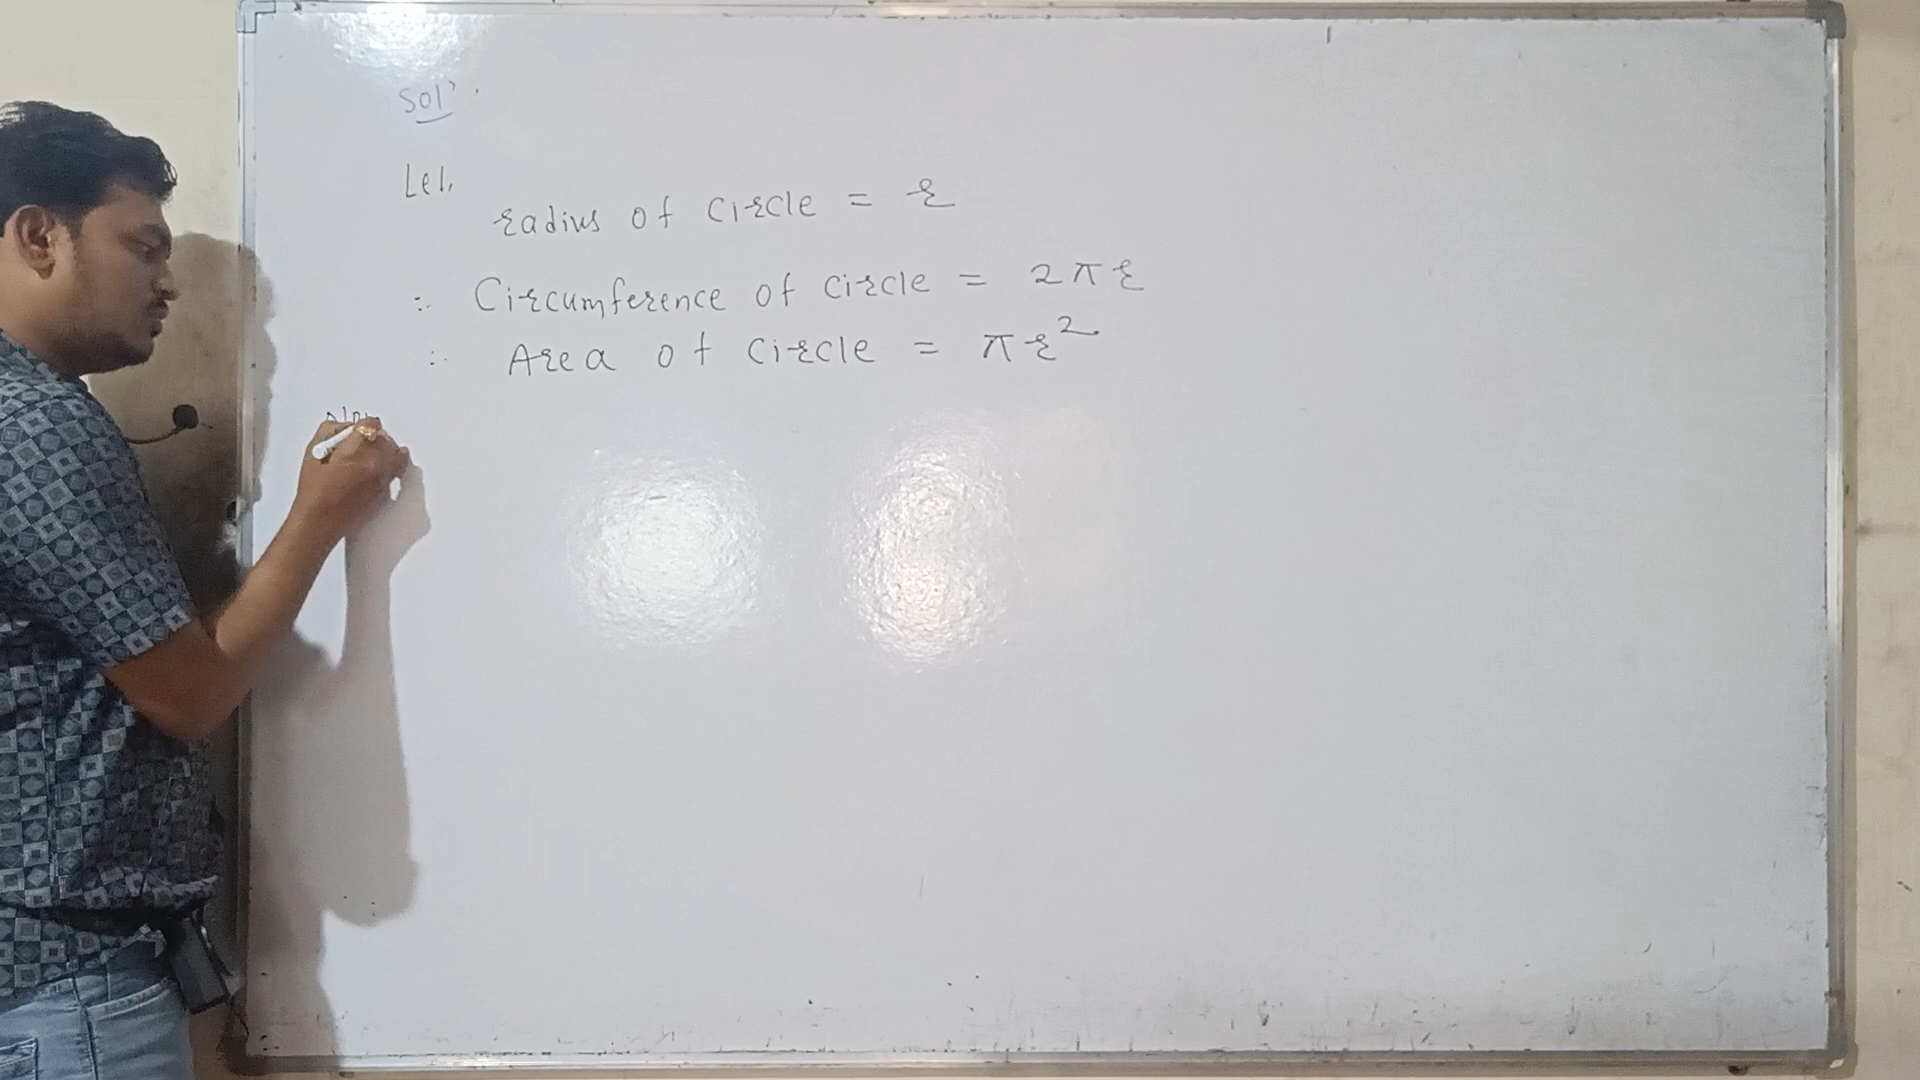 Sol'.
Let,
radius of circle = r
∴ Circumference of circle = 2πr
∴ Area of circle = πr²